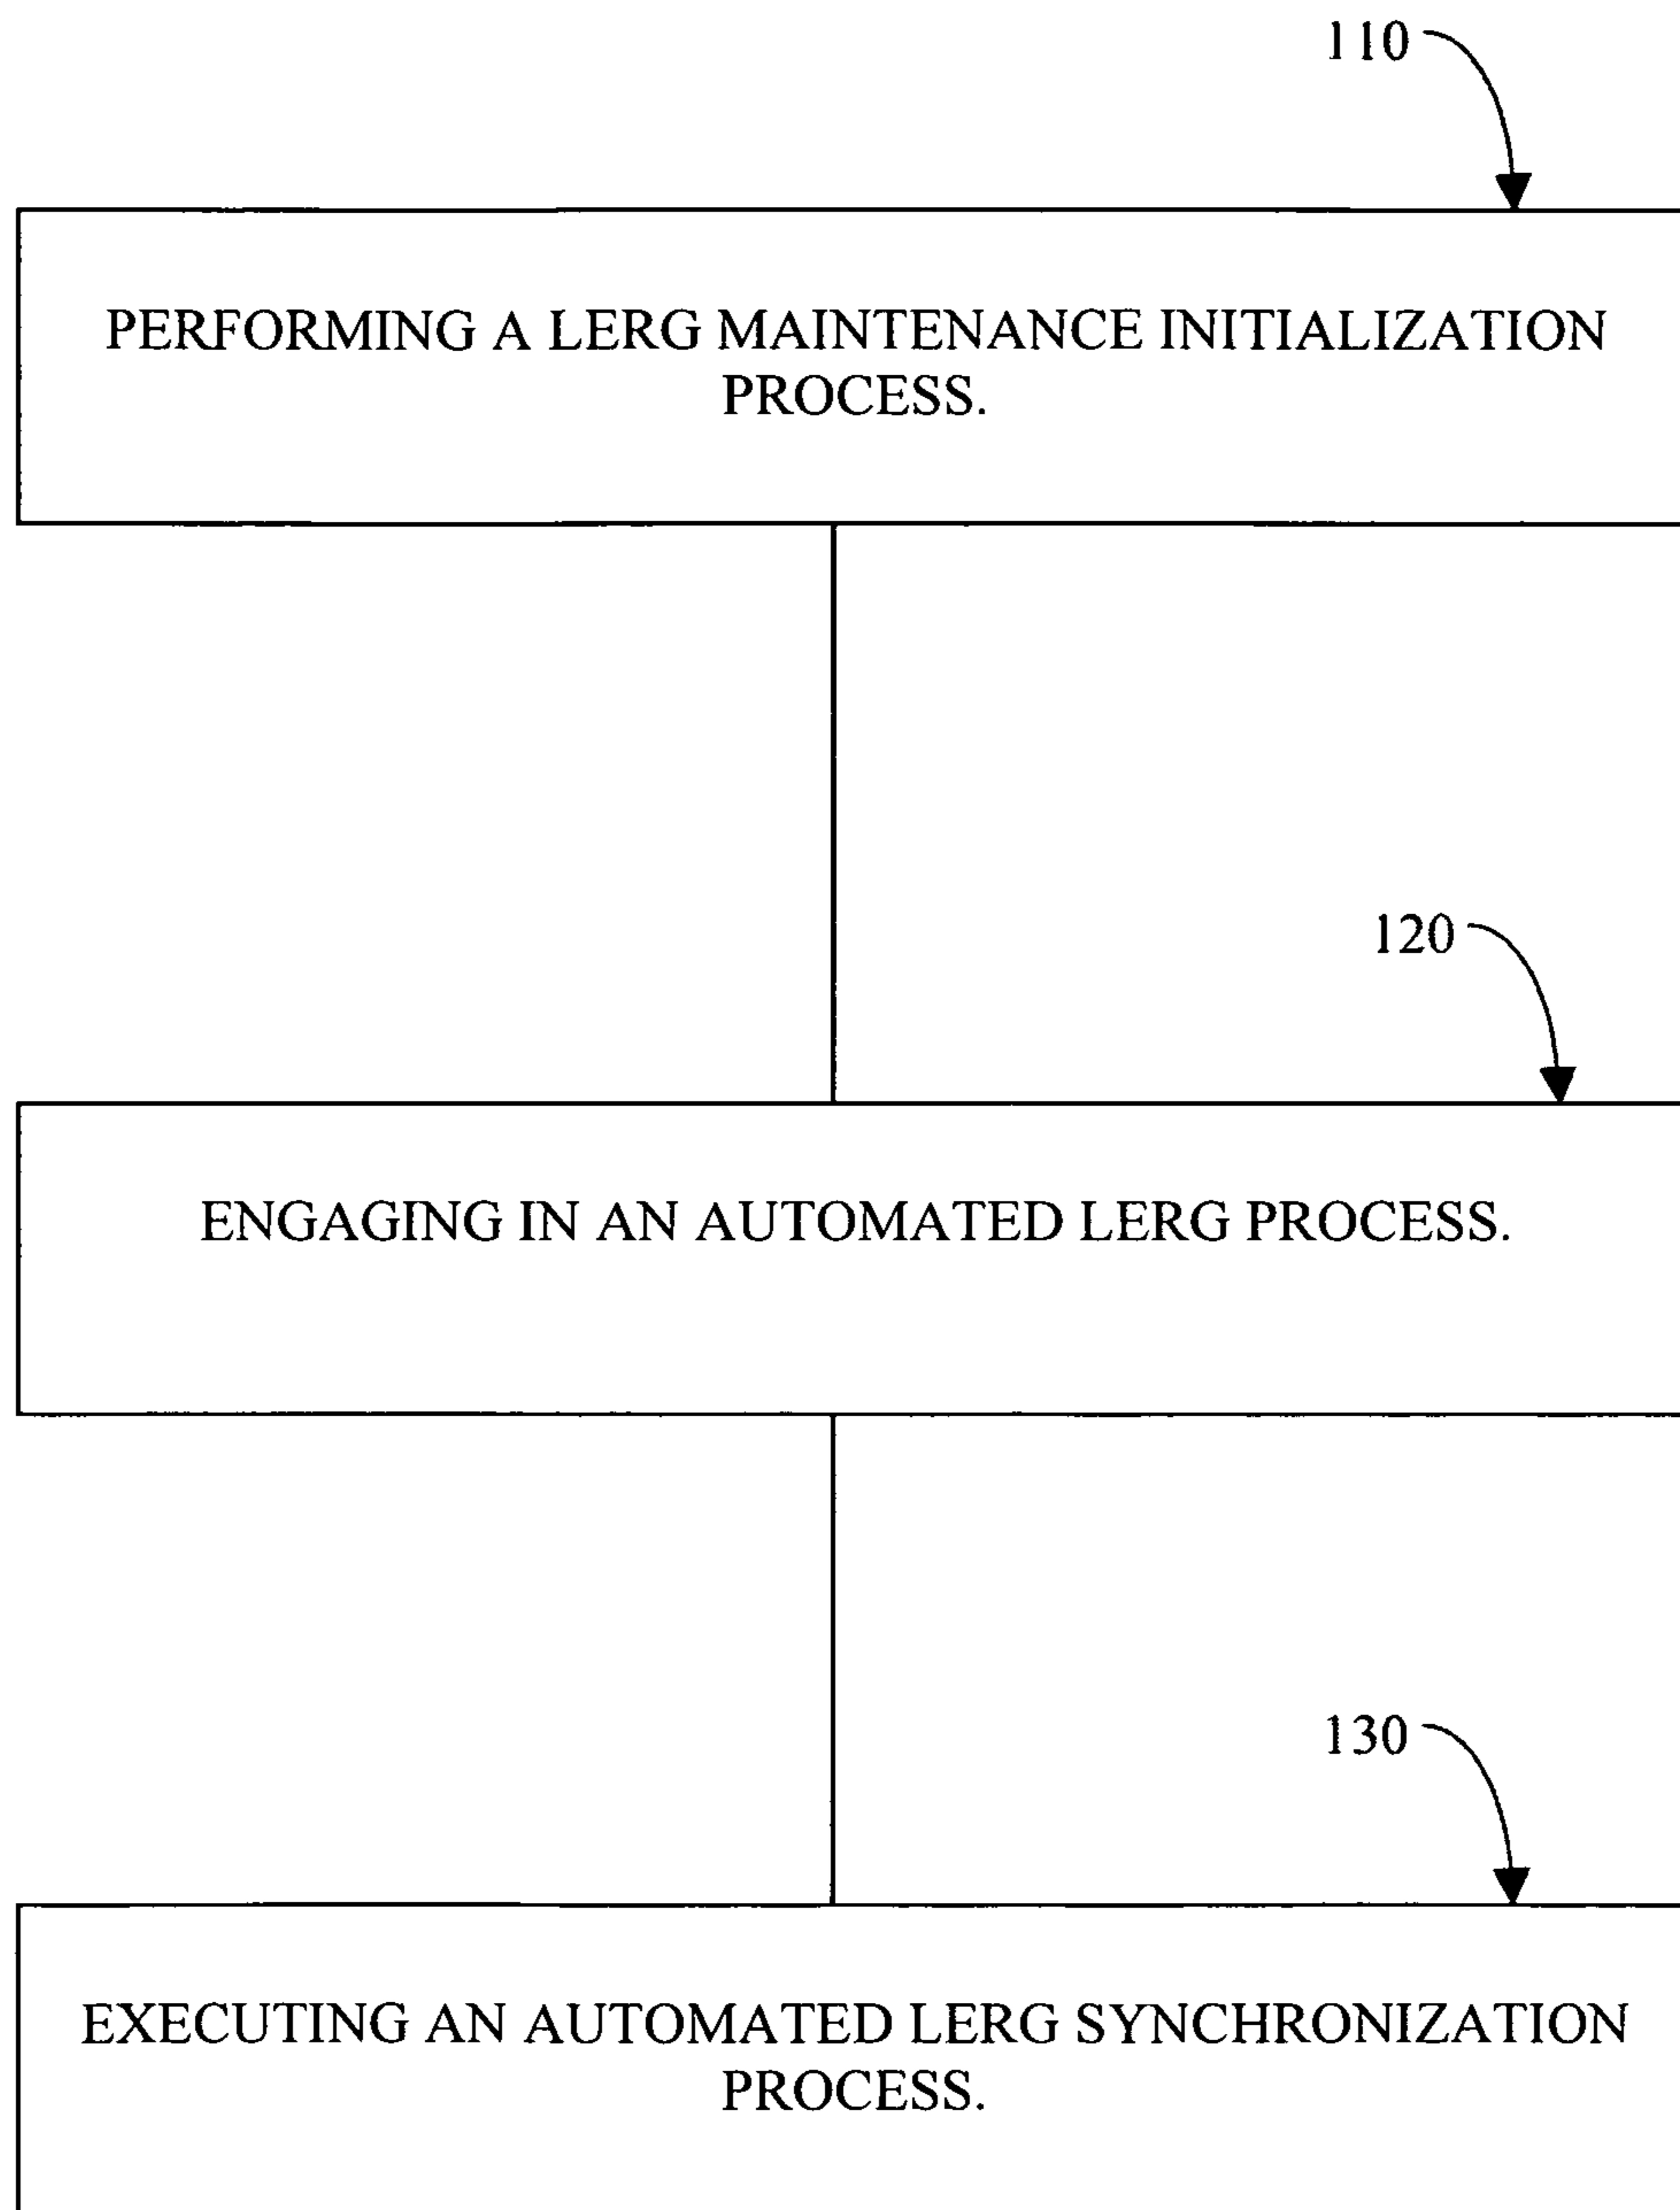 110
PERFORMING A LERG MAINTENANCE INITIALIZATION
PROCESS.
120
ENGAGING IN AN AUTOMATED LERG PROCESS.
130
EXECUTING AN AUTOMATED LERG SYNCHRONIZATION
PROCESS.